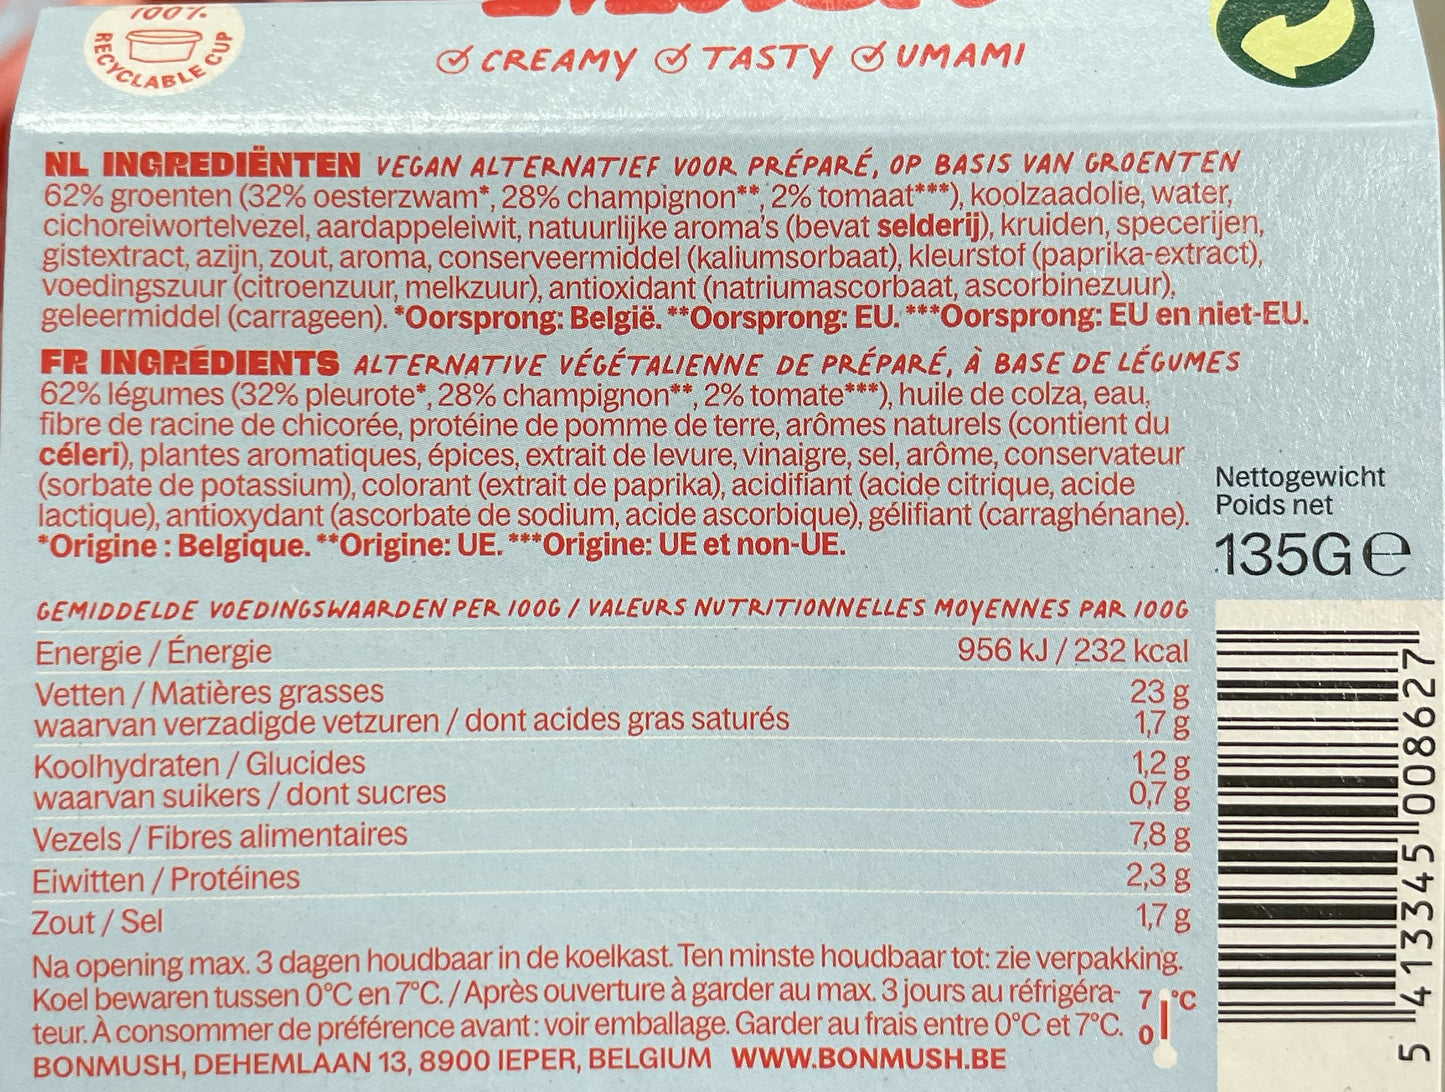 100%
RECYCLABLE CUP
CREAMY TASTY UMAMI
NL INGREDIËNTEN VEGAN ALTERNATIEF VOOR PRÉPARÉ, OP BASIS VAN GROENTEN
62% groenten (32% oesterzwam*, 28% champignon**, 2% tomaat***), koolzaadolie, water,
cichoreiwortelvezel, aardappeleiwit, natuurlijke aroma's (bevat selderij), kruiden, specerijen,
gistextract, azijn, zout, aroma, conserveermiddel (kaliumsorbaat), kleurstof (paprika-extract),
voedingszuur (citroenzuur, melkzuur), antioxidant (natriumascorbaat, ascorbinezuur),
geleermiddel (carrageen). *Oorsprong: België. **Oorsprong: EU. ***Oorsprong: EU en niet-EU.
FR INGRÉDIENTS ALTERNATIVE VÉGÉTALIENNE DE PRÉPARÉ, À BASE DE LÉGUMES
62% légumes (32% pleurote*, 28% champignon**, 2% tomate***), huile de colza, eau,
fibre de racine de chicorée, protéine de pomme de terre, arômes naturels (contient du
céleri), plantes aromatiques, épices, extrait de levure, vinaigre, sel, arôme, conservateur
(sorbate de potassium), colorant (extrait de paprika), acidifiant (acide citrique, acide
lactique), antioxydant (ascorbate de sodium, acide ascorbique), gélifiant (carraghénane).
*Origine : Belgique. **Origine: UE. ***Origine: UE et non-UE.
Nettogewicht
Poids net
135G e
GEMIDDELDE VOEDINGSWAARDEN PER 100G / VALEURS NUTRITIONNELLES MOYENNES PAR 100G
Energie / Énergie 956 kJ / 232 kcal
Vetten / Matières grasses 23 g
waarvan verzadigde vetzuren / dont acides gras saturés 1,7 g
Koolhydraten / Glucides 1,2 g
waarvan suikers / dont sucres 0,7 g
Vezels / Fibres alimentaires 7,8 g
Eiwitten / Protéines 2,3 g
Zout / Sel 1,7 g
Na opening max. 3 dagen houdbaar in de koelkast. Ten minste houdbaar tot: zie verpakking.
Koel bewaren tussen 0°C en 7°C. / Après ouverture à garder au max. 3 jours au réfrigéra-
teur. À consommer de préférence avant : voir emballage. Garder au frais entre 0°C et 7°C.
7 °C
0
BONMUSH, DEHEMLAAN 13, 8900 IEPER, BELGIUM WWW.BONMUSH.BE
5 413345 008627